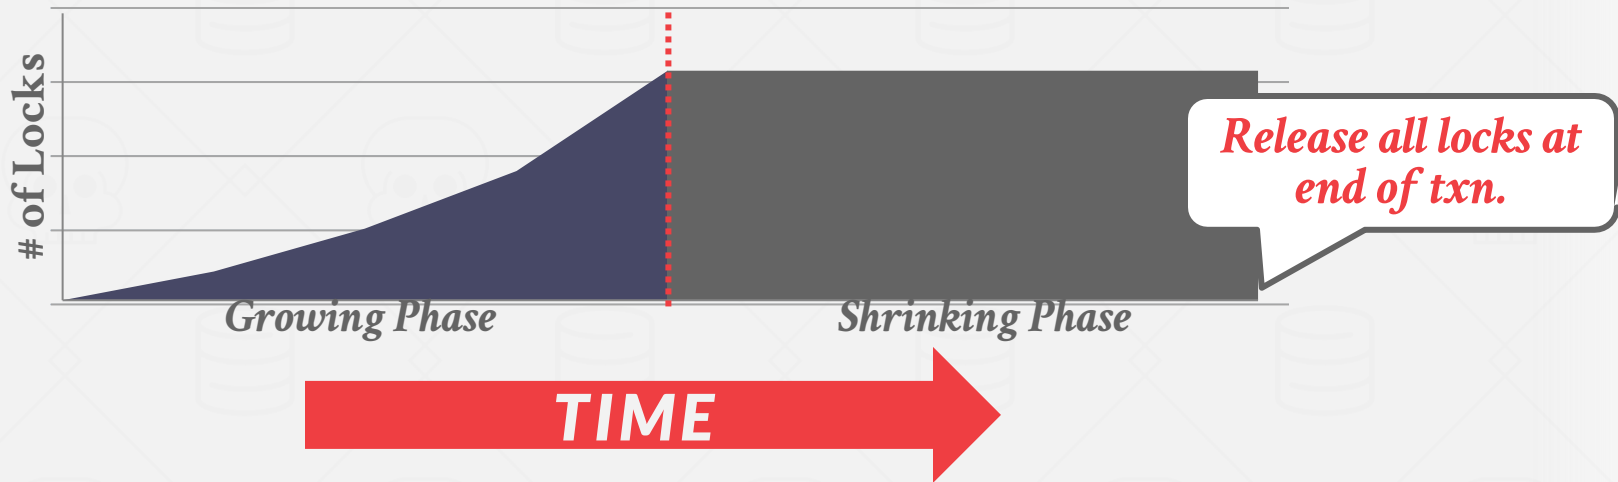 # of Locks
Release all locks at
end of txn.
Growing Phase
Shrinking Phase
TIME